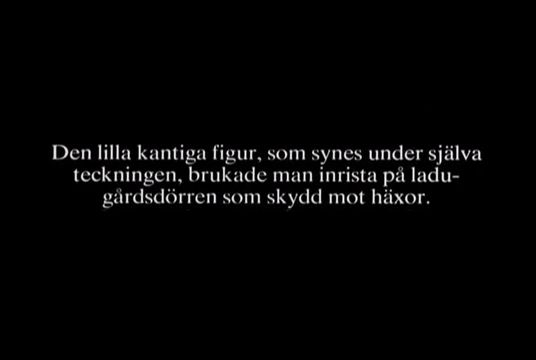 Den lilla kantiga figur, som synes under själva
teckningen, brukade man inrista på ladu-
gårdsdörren som skydd mot häxor.